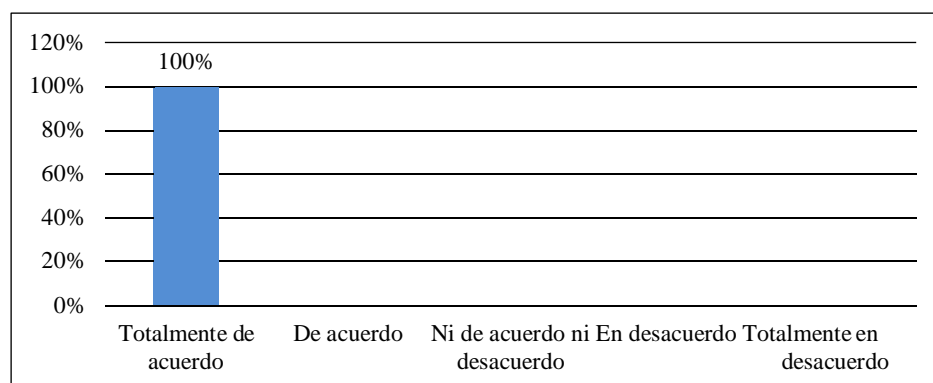 120%
100%
100%
80%
60%
40%
20%
0%
Totalmente de acuerdo
De acuerdo
Ni de acuerdo ni desacuerdo
En desacuerdo
Totalmente en desacuerdo